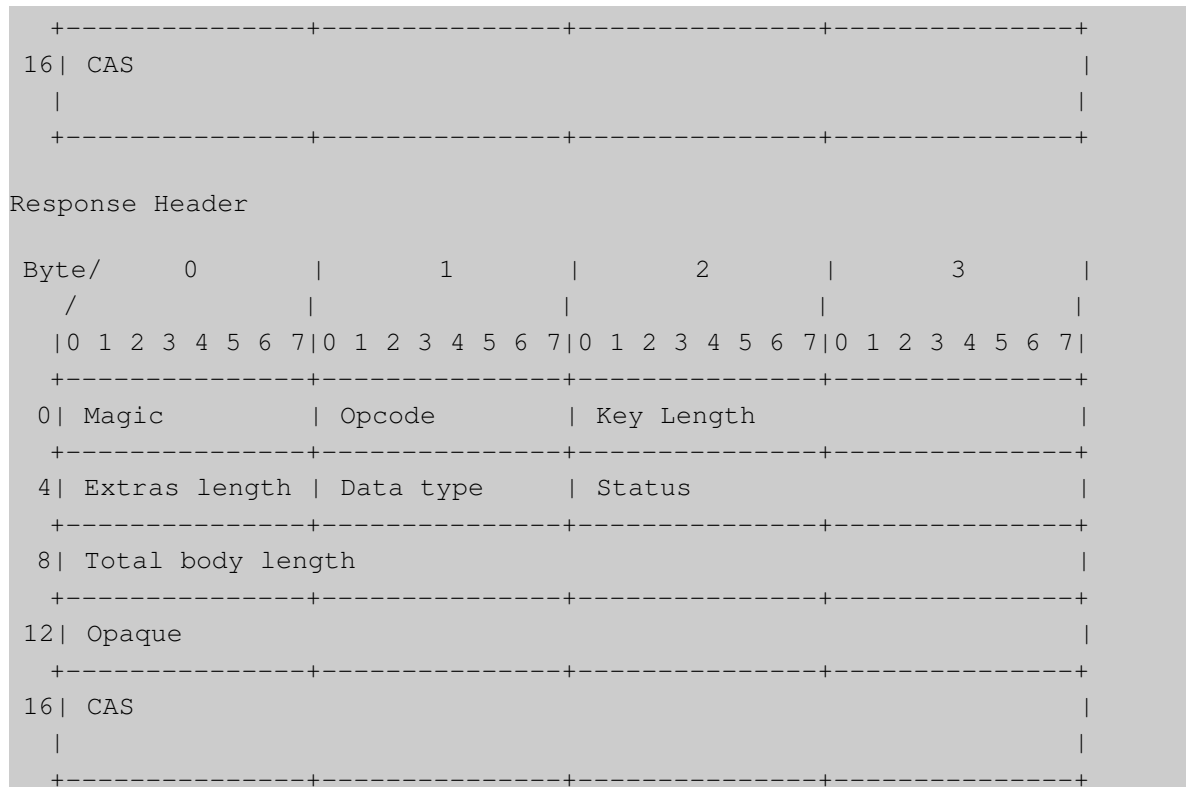 +---------------+---------------+---------------+---------------+
16| CAS |
| |
+---------------+---------------+---------------+---------------+
Response Header
Byte/ 0 | 1 | 2 | 3 |
/ | | | |
|0 1 2 3 4 5 6 7|0 1 2 3 4 5 6 7|0 1 2 3 4 5 6 7|0 1 2 3 4 5 6 7|
+---------------+---------------+---------------+---------------+
0| Magic | Opcode | Key Length |
+---------------+---------------+---------------+---------------+
4| Extras length | Data type | Status |
+---------------+---------------+---------------+---------------+
8| Total body length |
+---------------+---------------+---------------+---------------+
12| Opaque |
+---------------+---------------+---------------+---------------+
16| CAS |
| |
+---------------+---------------+---------------+---------------+